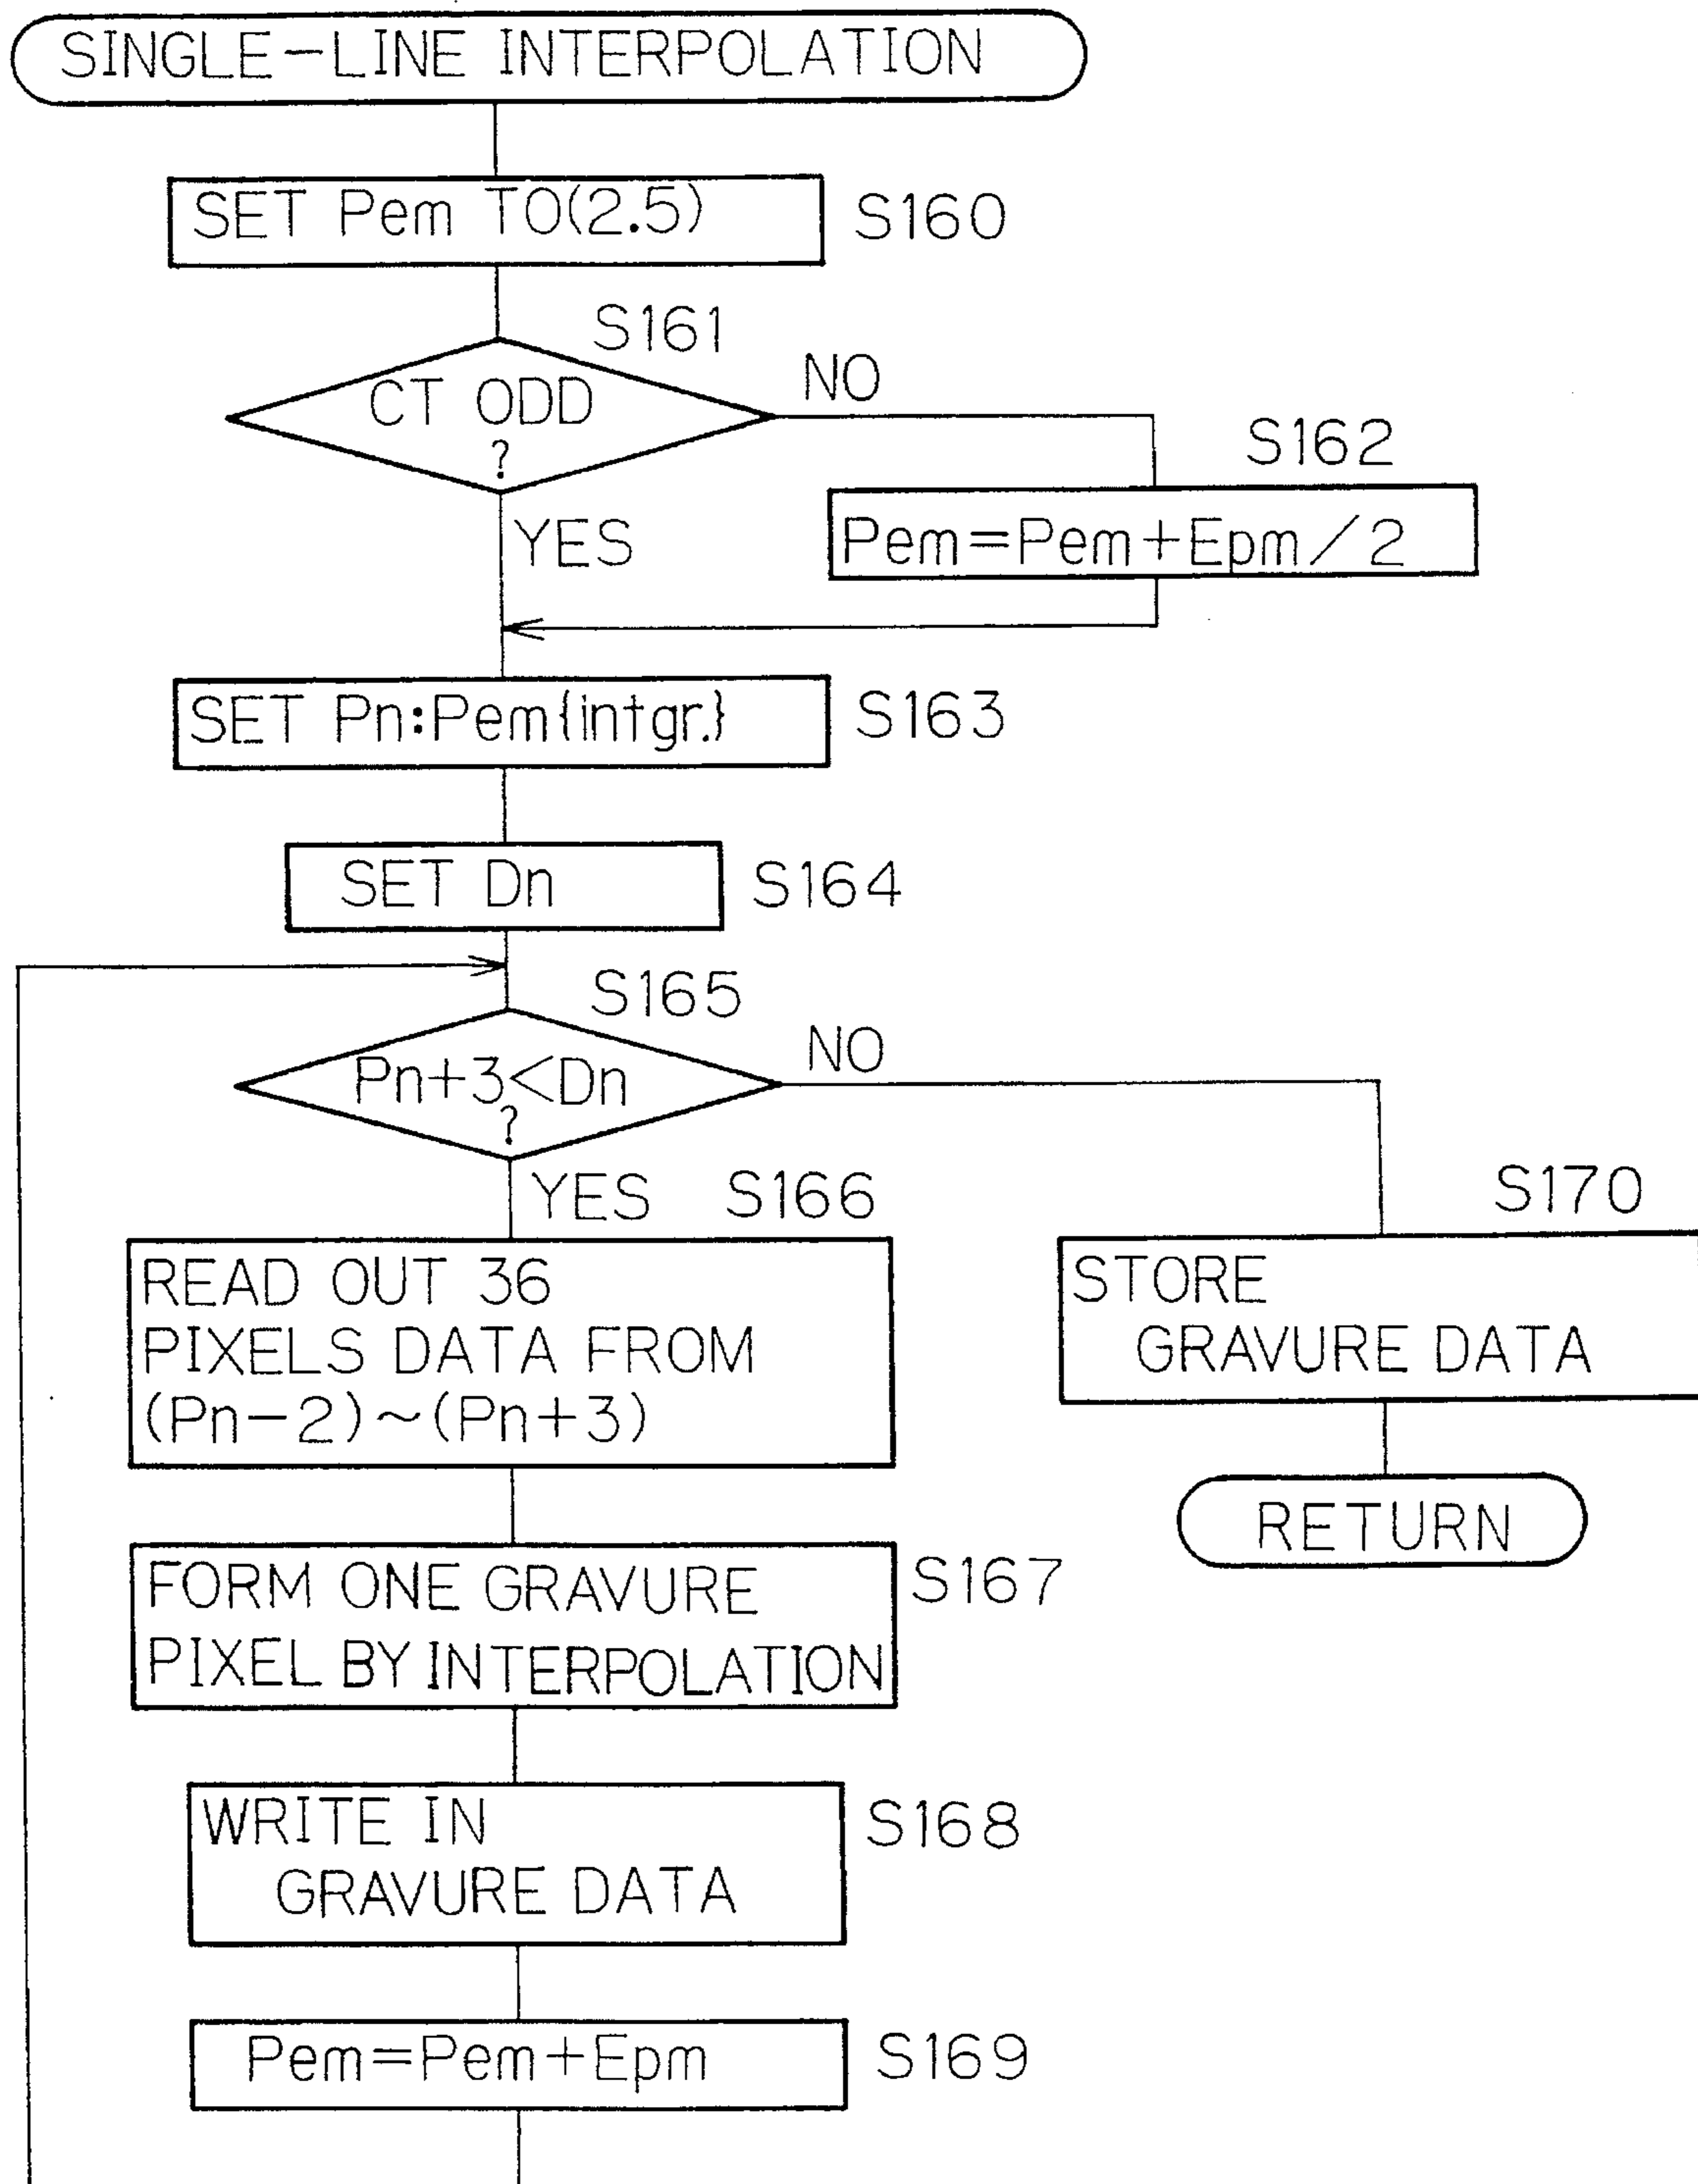 SINGLE-LINE INTERPOLATION
SET Pem TO(2.5)
S160
S161
CT ODD
?
NO
S162
YES
Pem=Pem+Epm/2
SET Pn:Pem{intgr.}
S163
SET Dn
S164
S165
Pn+3<Dn
?
NO
YES
S166
S170
READ OUT 36
PIXELS DATA FROM
(Pn-2)~(Pn+3)
STORE
GRAVURE DATA
RETURN
FORM ONE GRAVURE
PIXEL BY INTERPOLATION
S167
WRITE IN
GRAVURE DATA
S168
Pem=Pem+Epm
S169